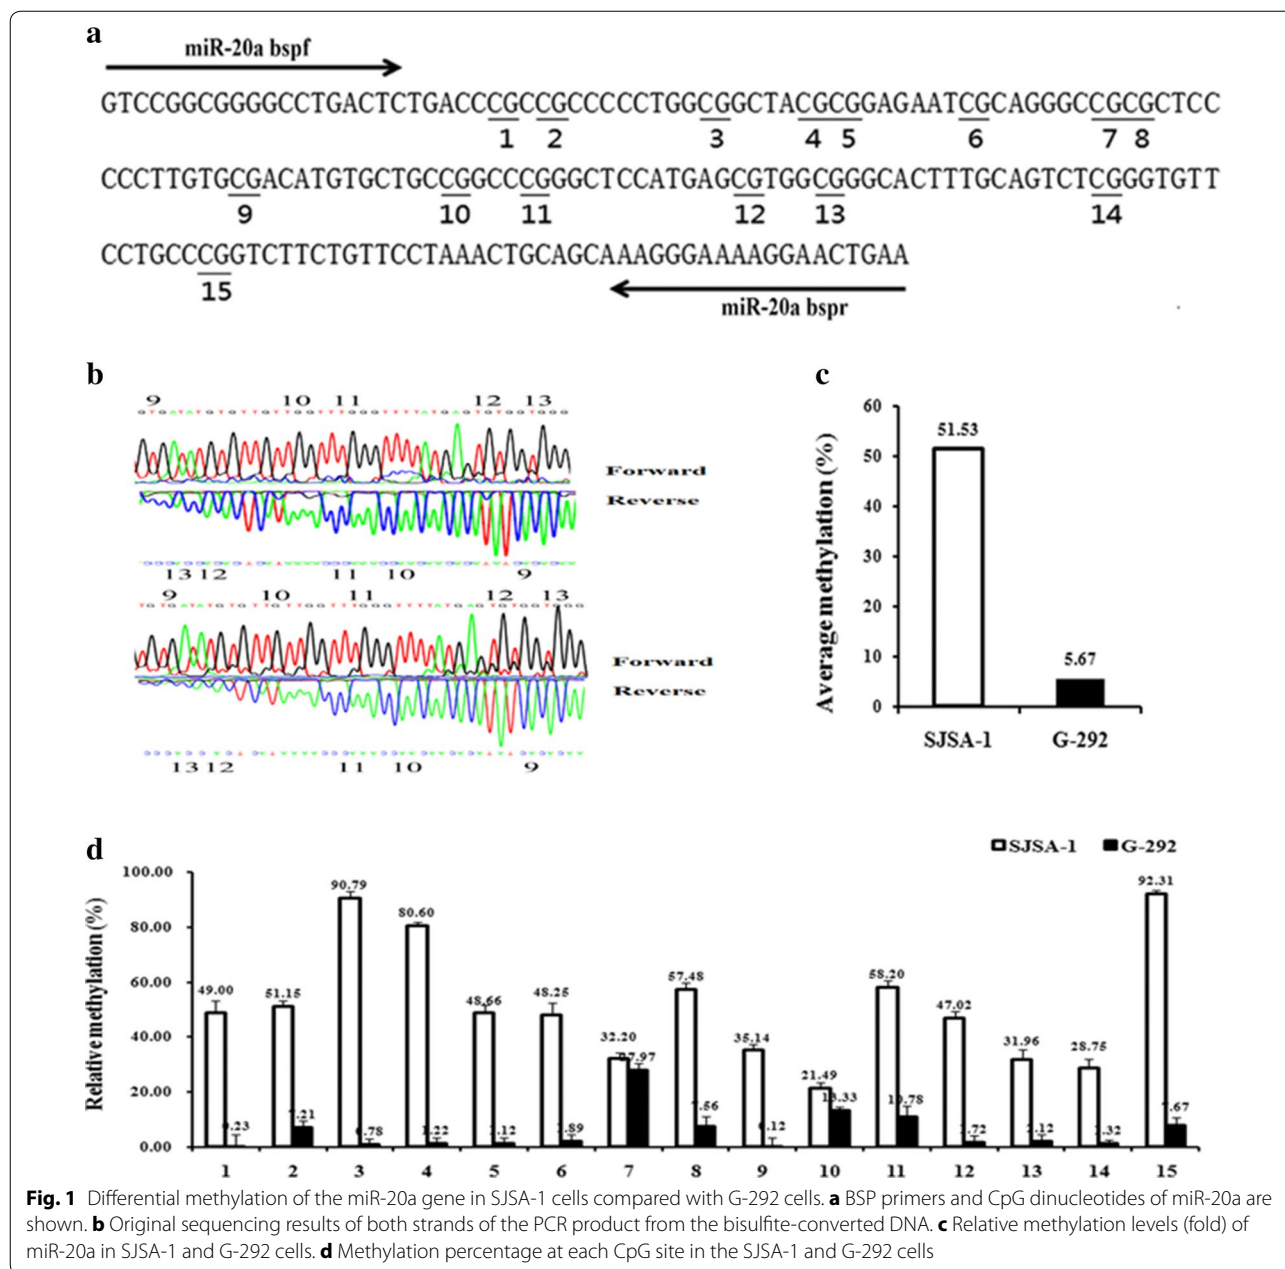 a
miR-20a bspf
GTCCGGCGGGGCCTGACTCTGACCCGCCGCCCCCTGGCGGCTACGCGGAGAATCGCAGGGCCGCGCTCC
1 2 3 4 5 6 7 8
CCCTTGTGCGACATGTGCTGCCGGCCCGGGCTCCATGAGCGTGGCGGGCACTTTGCAGTCTCGGGTGTT
9 10 11 12 13 14
CCTGCCCGGTCTTCTGTTCCTAAACTGCAGCAAAGGGAAAAGGAACTGAA
15
miR-20a bspr
b
9 10 11 12 13
Forward
Reverse
13 12 11 10 9
9 10 11 12 13
Forward
Reverse
13 12 11 10 9
c
Average methylation (%)
60
50
40
30
20
10
0
51.53
5.67
SJSA-1 G-292
d
SJSA-1 G-292
Relative methylation (%)
100.00
80.00
60.00
40.00
20.00
0.00
49.00 51.15 90.79 80.60 48.66 48.25 32.20 57.48 35.14 21.49 58.20 47.02 31.96 28.75 92.31
1 2 3 4 5 6 7 8 9 10 11 12 13 14 15
Fig. 1 Differential methylation of the miR-20a gene in SJSA-1 cells compared with G-292 cells. a BSP primers and CpG dinucleotides of miR-20a are
shown. b Original sequencing results of both strands of the PCR product from the bisulfite-converted DNA. c Relative methylation levels (fold) of
miR-20a in SJSA-1 and G-292 cells. d Methylation percentage at each CpG site in the SJSA-1 and G-292 cells